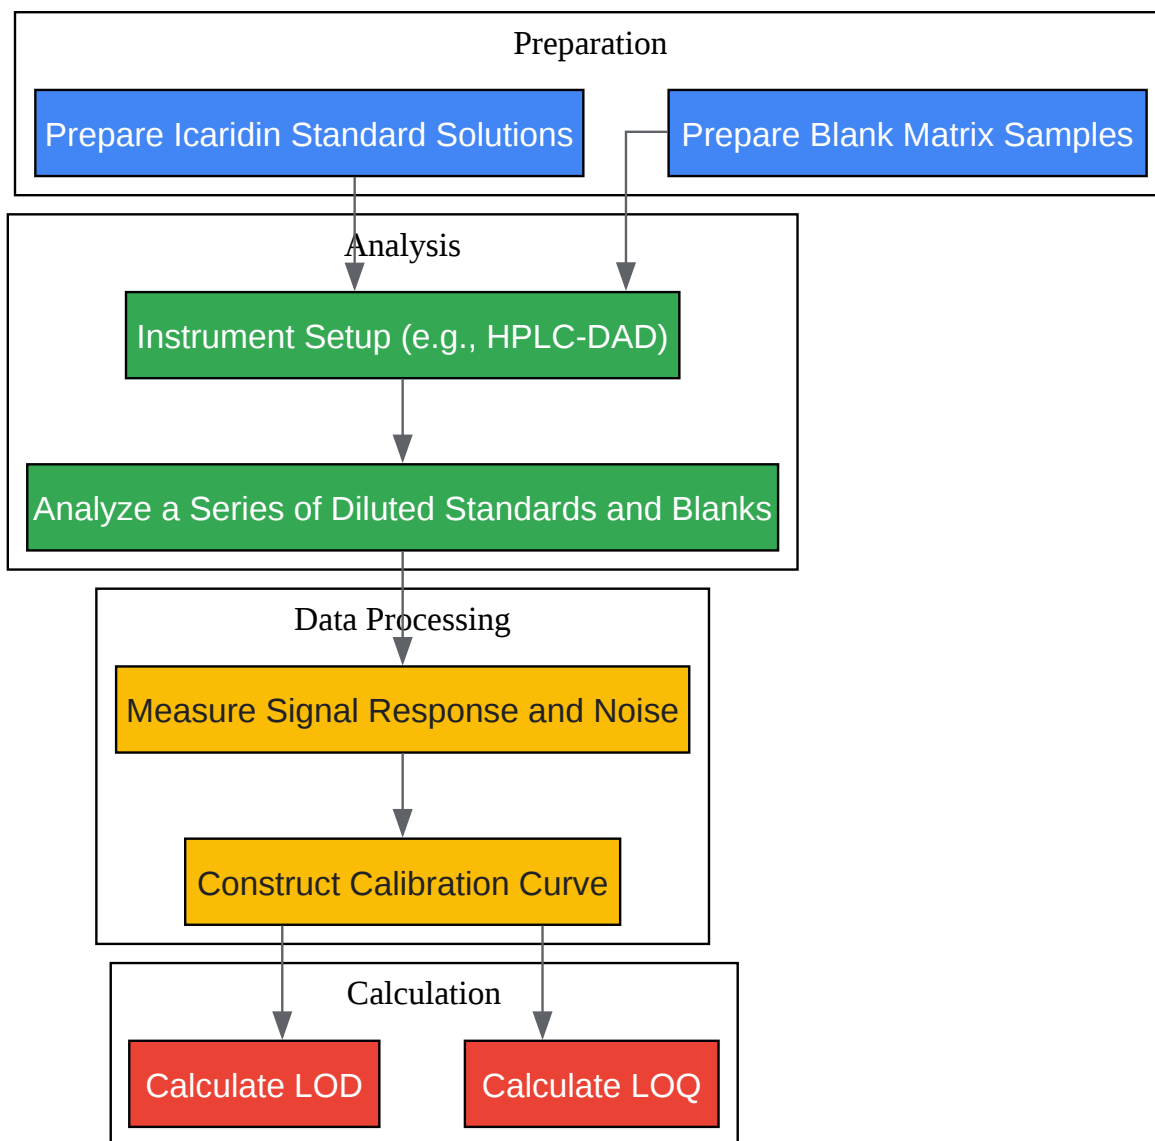 Preparation
Prepare Icaridin Standard Solutions
Prepare Blank Matrix Samples
Analysis
Instrument Setup (e.g., HPLC-DAD)
Analyze a Series of Diluted Standards and Blanks
Data Processing
Measure Signal Response and Noise
Construct Calibration Curve
Calculation
Calculate LOD
Calculate LOQ